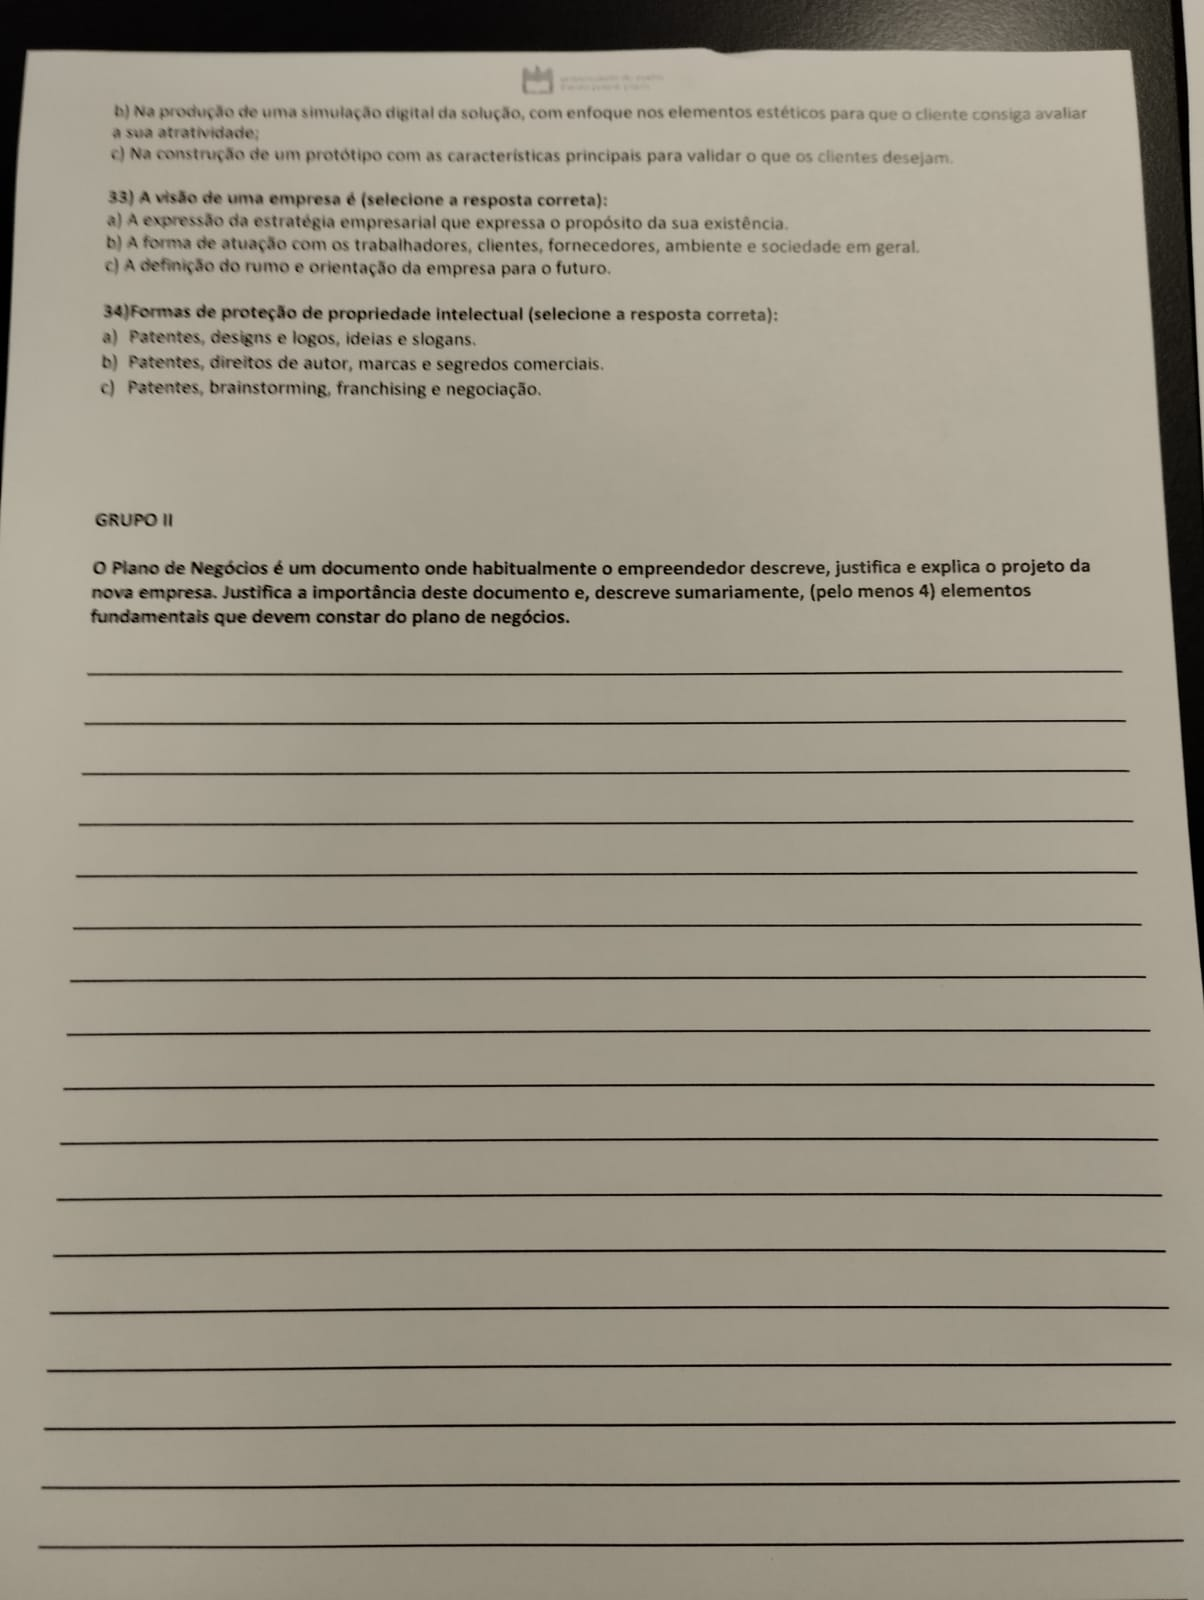 b) Na produção de uma simulação digital da solução, com enfoque nos elementos estéticos para que o cliente consiga avaliar
a sua atratividade;
c) Na construção de um protótipo com as características principais para validar o que os clientes desejam.
33) A visão de uma empresa é (selecione a resposta correta):
a) A expressão da estratégia empresarial que expressa o propósito da sua existência.
b) A forma de atuação com os trabalhadores, clientes, fornecedores, ambiente e sociedade em geral.
c) A definição do rumo e orientação da empresa para o futuro.
34)Formas de proteção de propriedade intelectual (selecione a resposta correta):
a) Patentes, designs e logos, ideias e slogans.
b) Patentes, direitos de autor, marcas e segredos comerciais.
c) Patentes, brainstorming, franchising e negociação.
GRUPO II
O Plano de Negócios é um documento onde habitualmente o empreendedor descreve, justifica e explica o projeto da
nova empresa. Justifica a importância deste documento e, descreve sumariamente, (pelo menos 4) elementos
fundamentais que devem constar do plano de negócios.